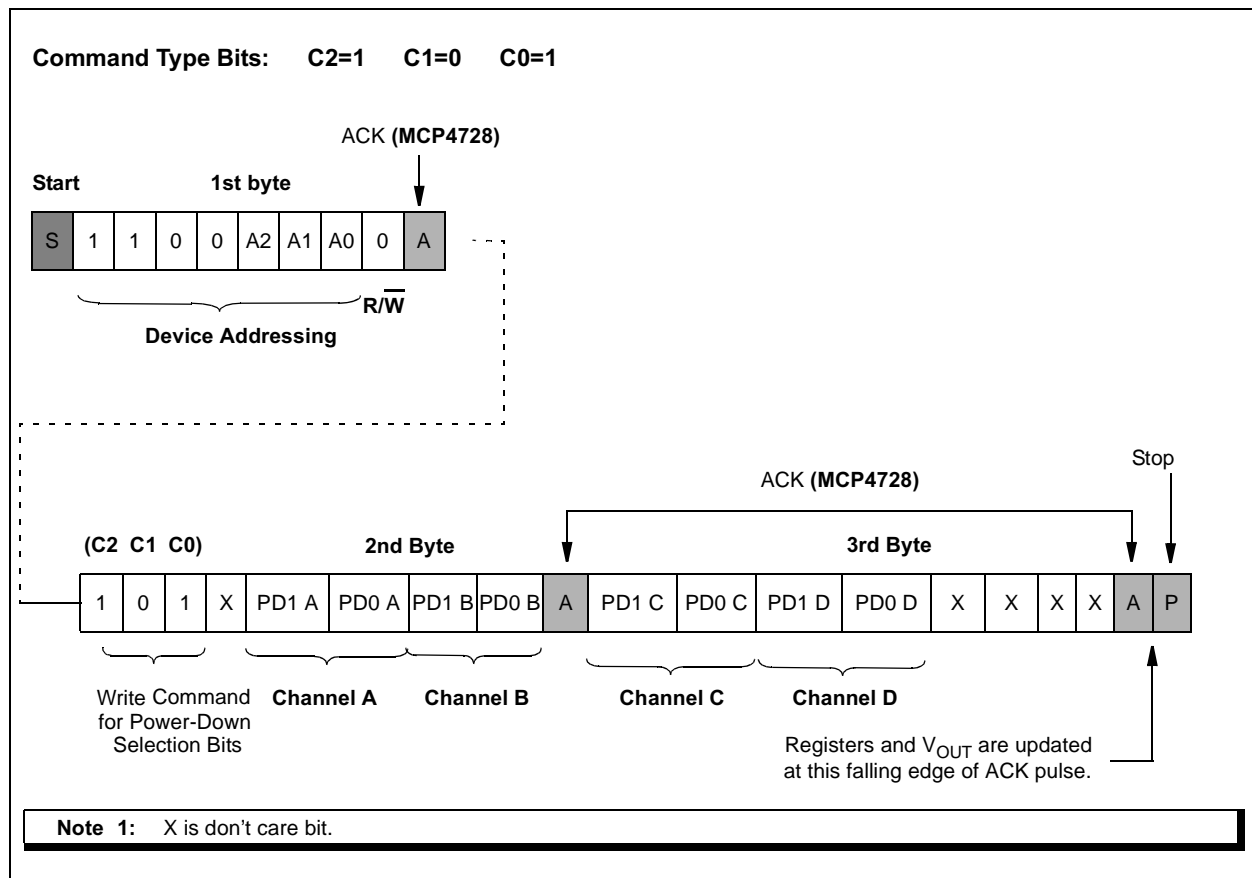 Command Type Bits: C2=1 C1=0 C0=1
ACK (MCP4728)
Start 1st byte
S 1 1 0 0 A2 A1 A0 0 A
R/W
Device Addressing
Stop
ACK (MCP4728)
(C2 C1 C0) 2nd Byte 3rd Byte
1 0 1 X PD1 A PD0 A PD1 B PD0 B A PD1 C PD0 C PD1 D PD0 D X X X X A P
Write Command
for Power-Down
Selection Bits
Channel A Channel B Channel C Channel D
Registers and VOUT are updated
at this falling edge of ACK pulse.
Note 1: X is don't care bit.